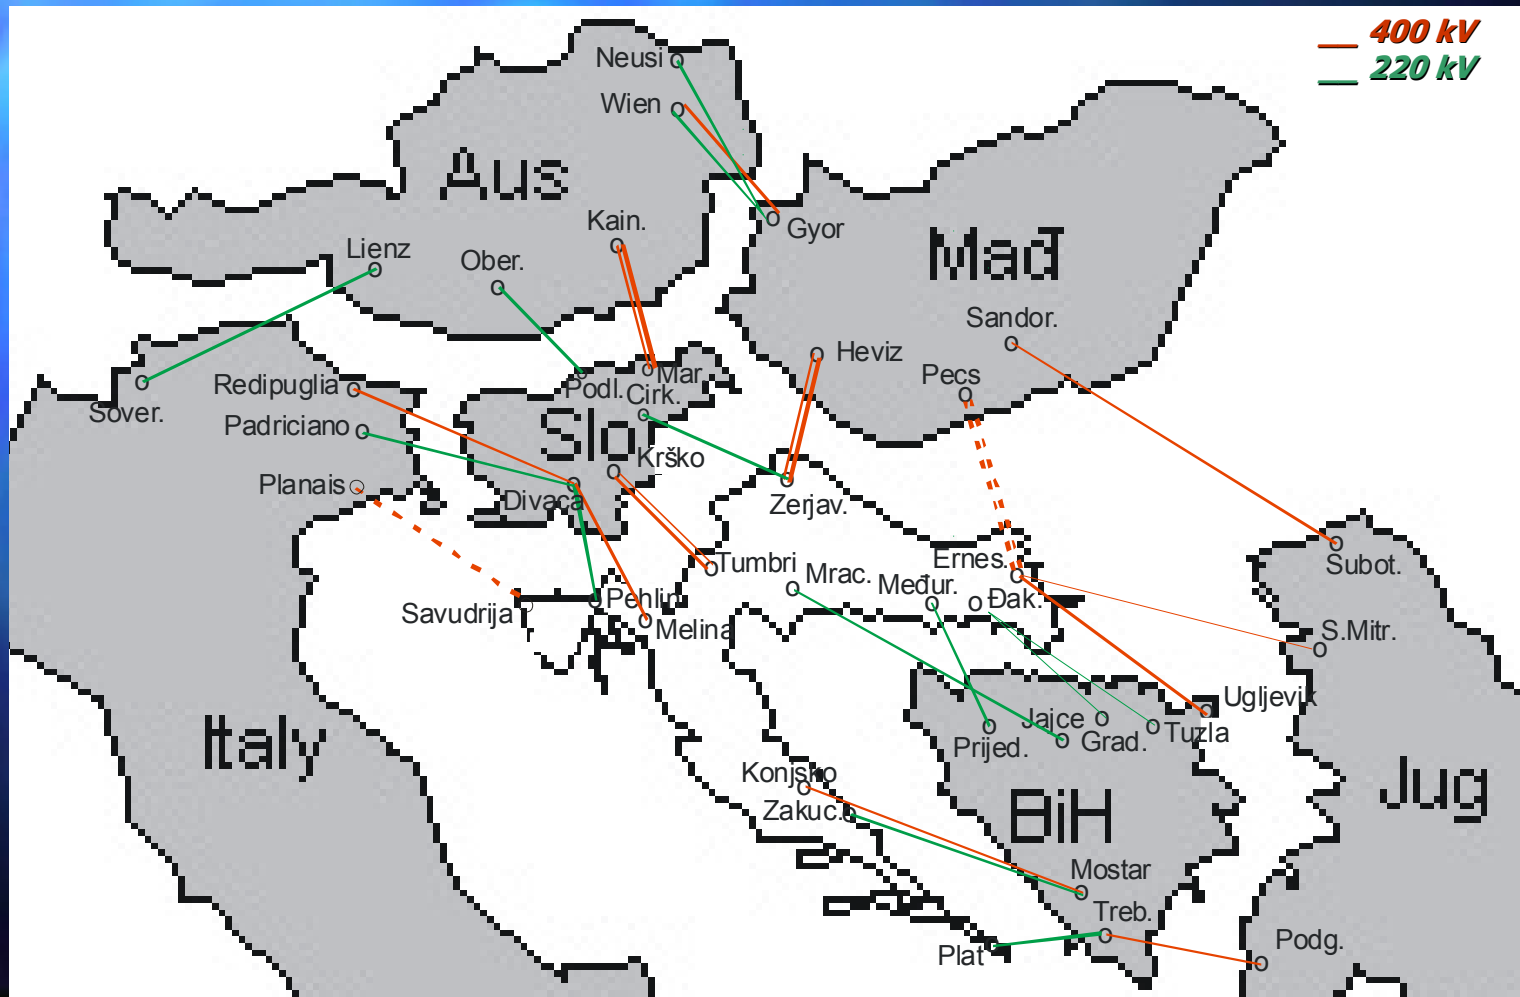 400 kV
220 kV
Neusi
Wien
Aus
Kain.
Gyor
Mađ
Lienz
Ober.
Sandor.
Heviz
Pecs
Redipuglia
Mar.
Podl.
Cirk.
Sover.
Padriciano
Slo
Krško
Planais
Divača
Zerjav.
Tumbri
Ernes.
Subot.
Mrac.
Međur.
Đak.
Pehlin
Savudrija
Melina
S.Mitr.
Ugljevik
Jajce
Tuzla
Prijed.
Grad.
Italy
Konjsko
Jug
Zakuc.
BiH
Mostar
Treb.
Plat
Podg.